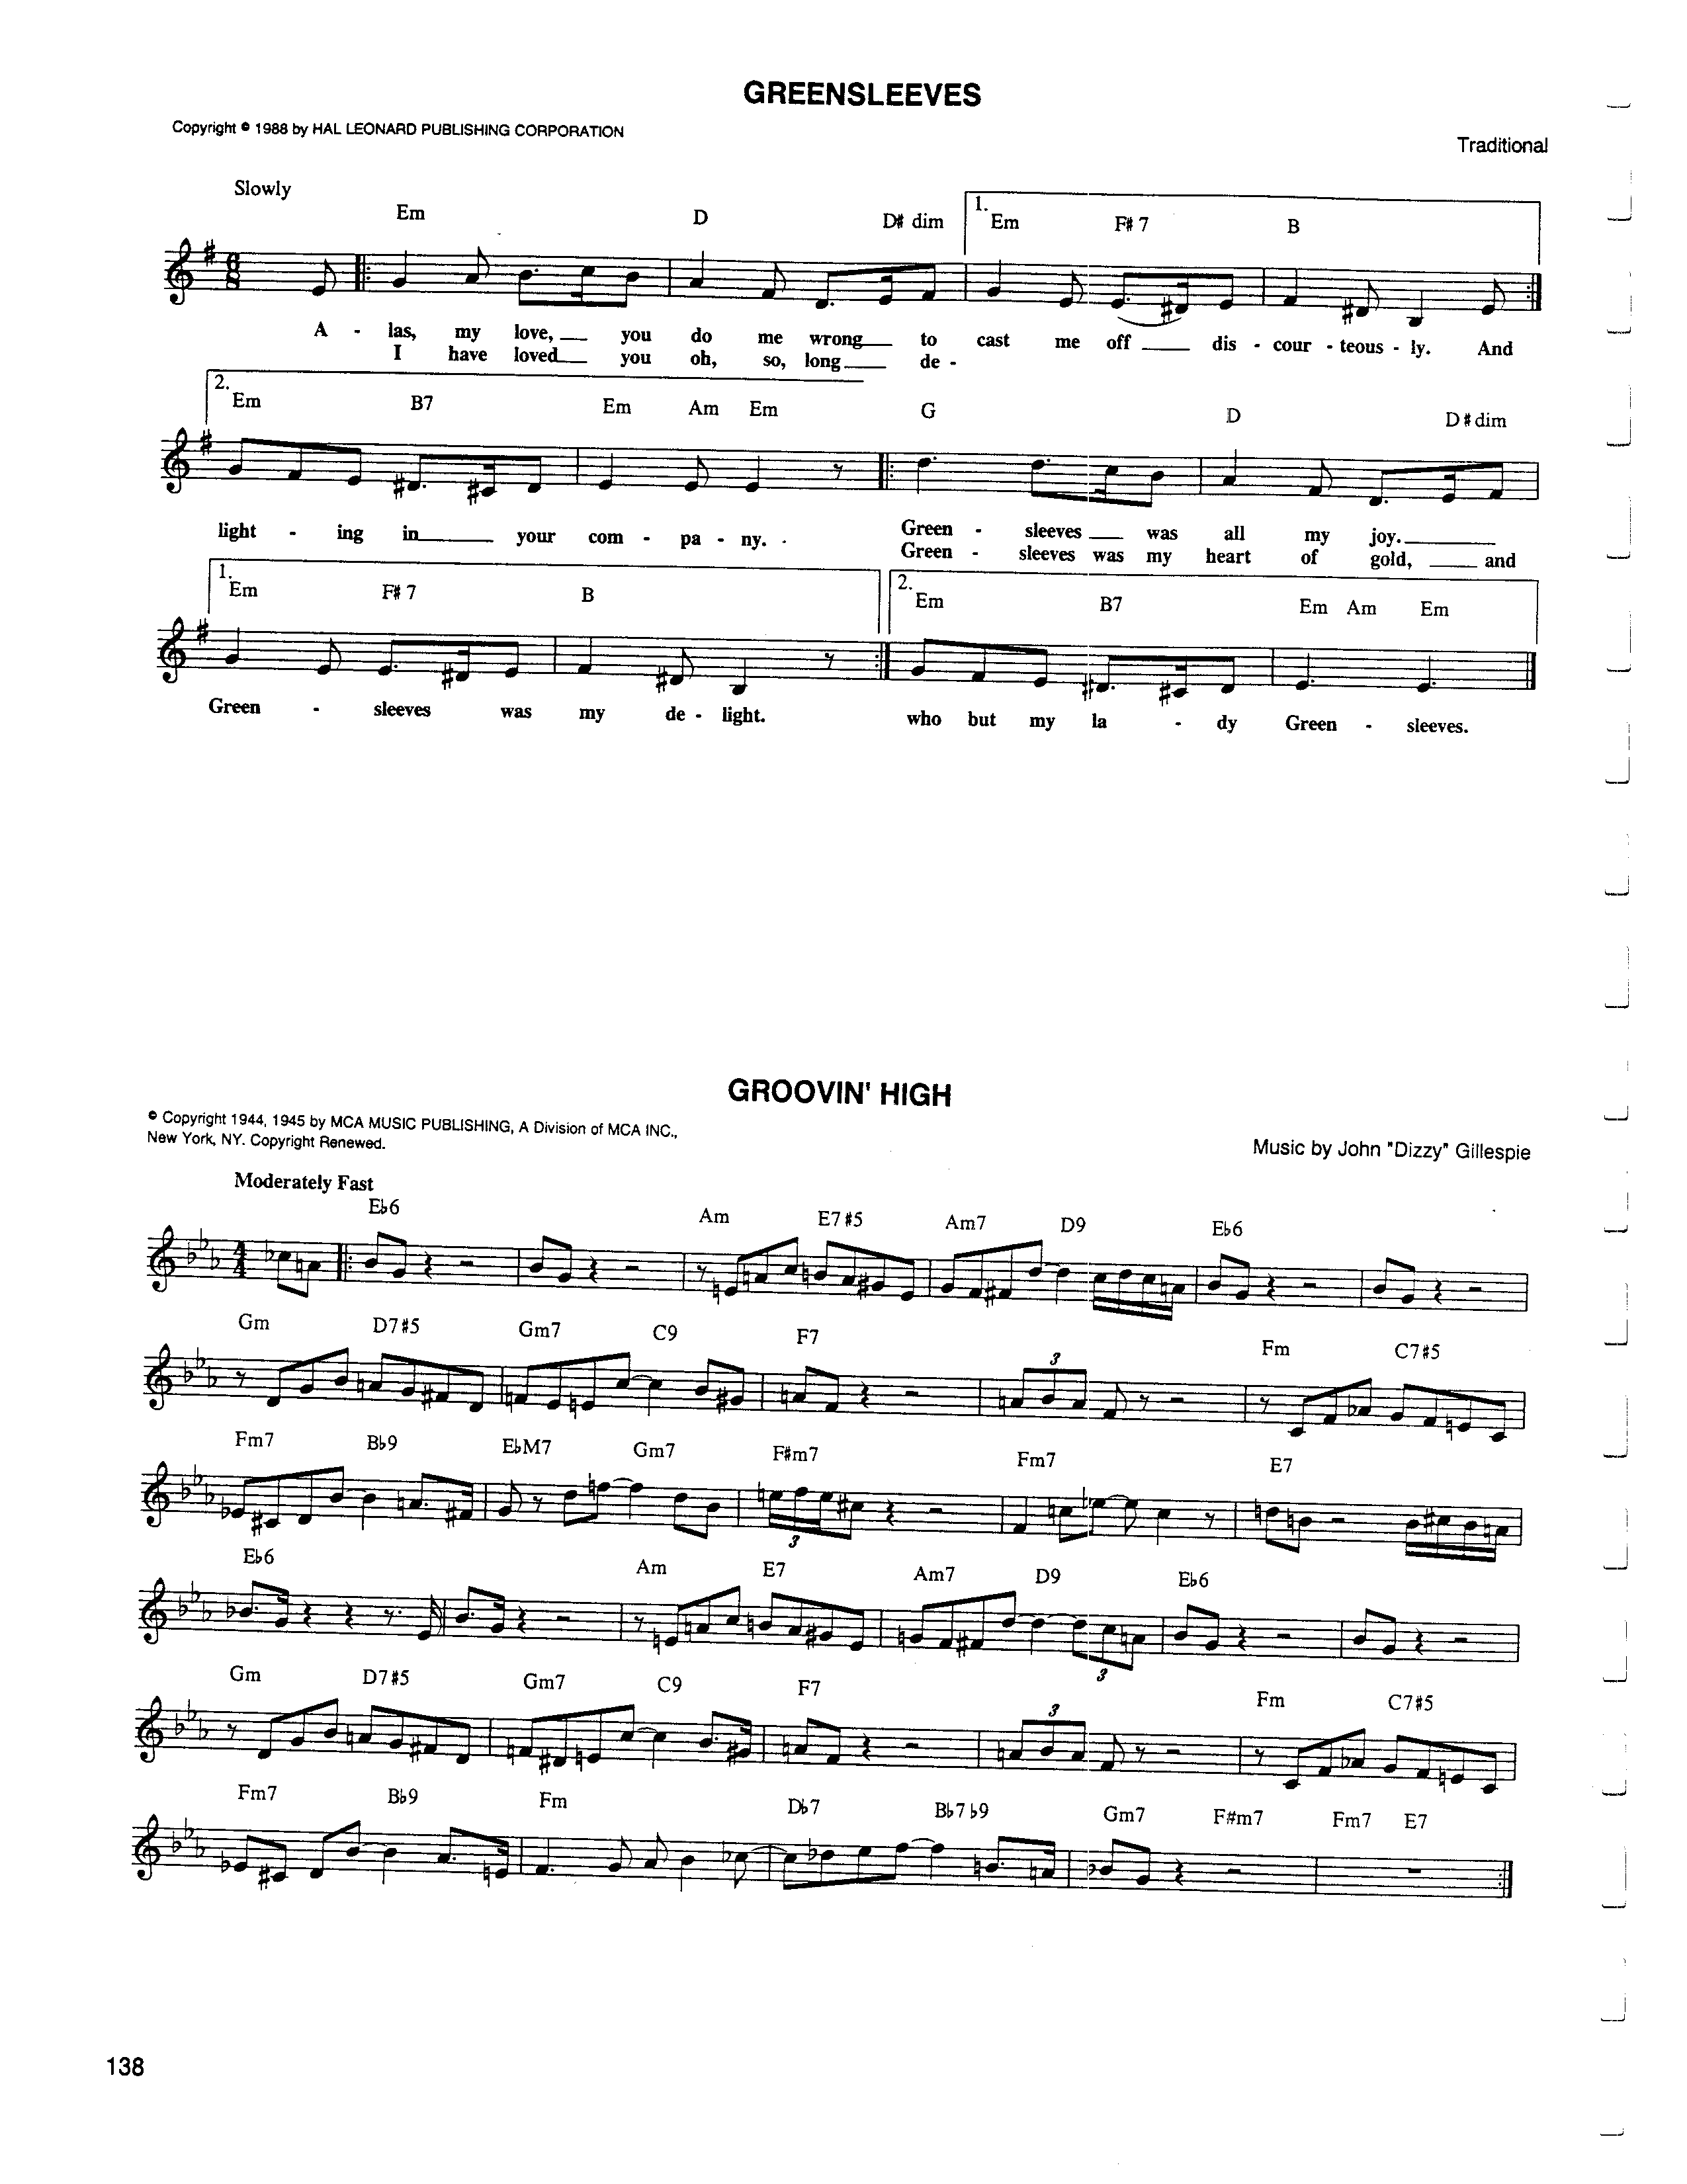 GREENSLEEVES
Copyright © 1988 by HAL LEONARD PUBLISHING CORPORATION
Traditional
Slowly
Em D D# dim 1. Em F# 7 B
6
8
A - las, my love, you do me wrong to cast me off dis - cour - teous - ly. And
I have loved you oh, so, long de -
2. Em B7 Em Am Em G D D# dim
light - ing in your com - pa - ny. Green - sleeves was all my joy.
Green - sleeves was my heart of gold, and
1. Em F# 7 B 2. Em B7 Em Am Em
Green - sleeves was my de - light. who but my la - dy Green - sleeves.
GROOVIN' HIGH
© Copyright 1944, 1945 by MCA MUSIC PUBLISHING, A Division of MCA INC.,
New York, NY. Copyright Renewed.
Music by John "Dizzy" Gillespie
Moderately Fast
E♭6 Am E7#5 Am7 D9 E♭6
4
4
Gm D7#5 Gm7 C9 F7 Fm C7#5
3
Fm7 B♭9 E♭M7 Gm7 F#m7 Fm7 E7
3
E♭6 Am E7 Am7 D9 E♭6
3
Gm D7#5 Gm7 C9 F7 Fm C7#5
3
Fm7 B♭9 Fm D♭7 B♭7♭9 Gm7 F#m7 Fm7 E7
138